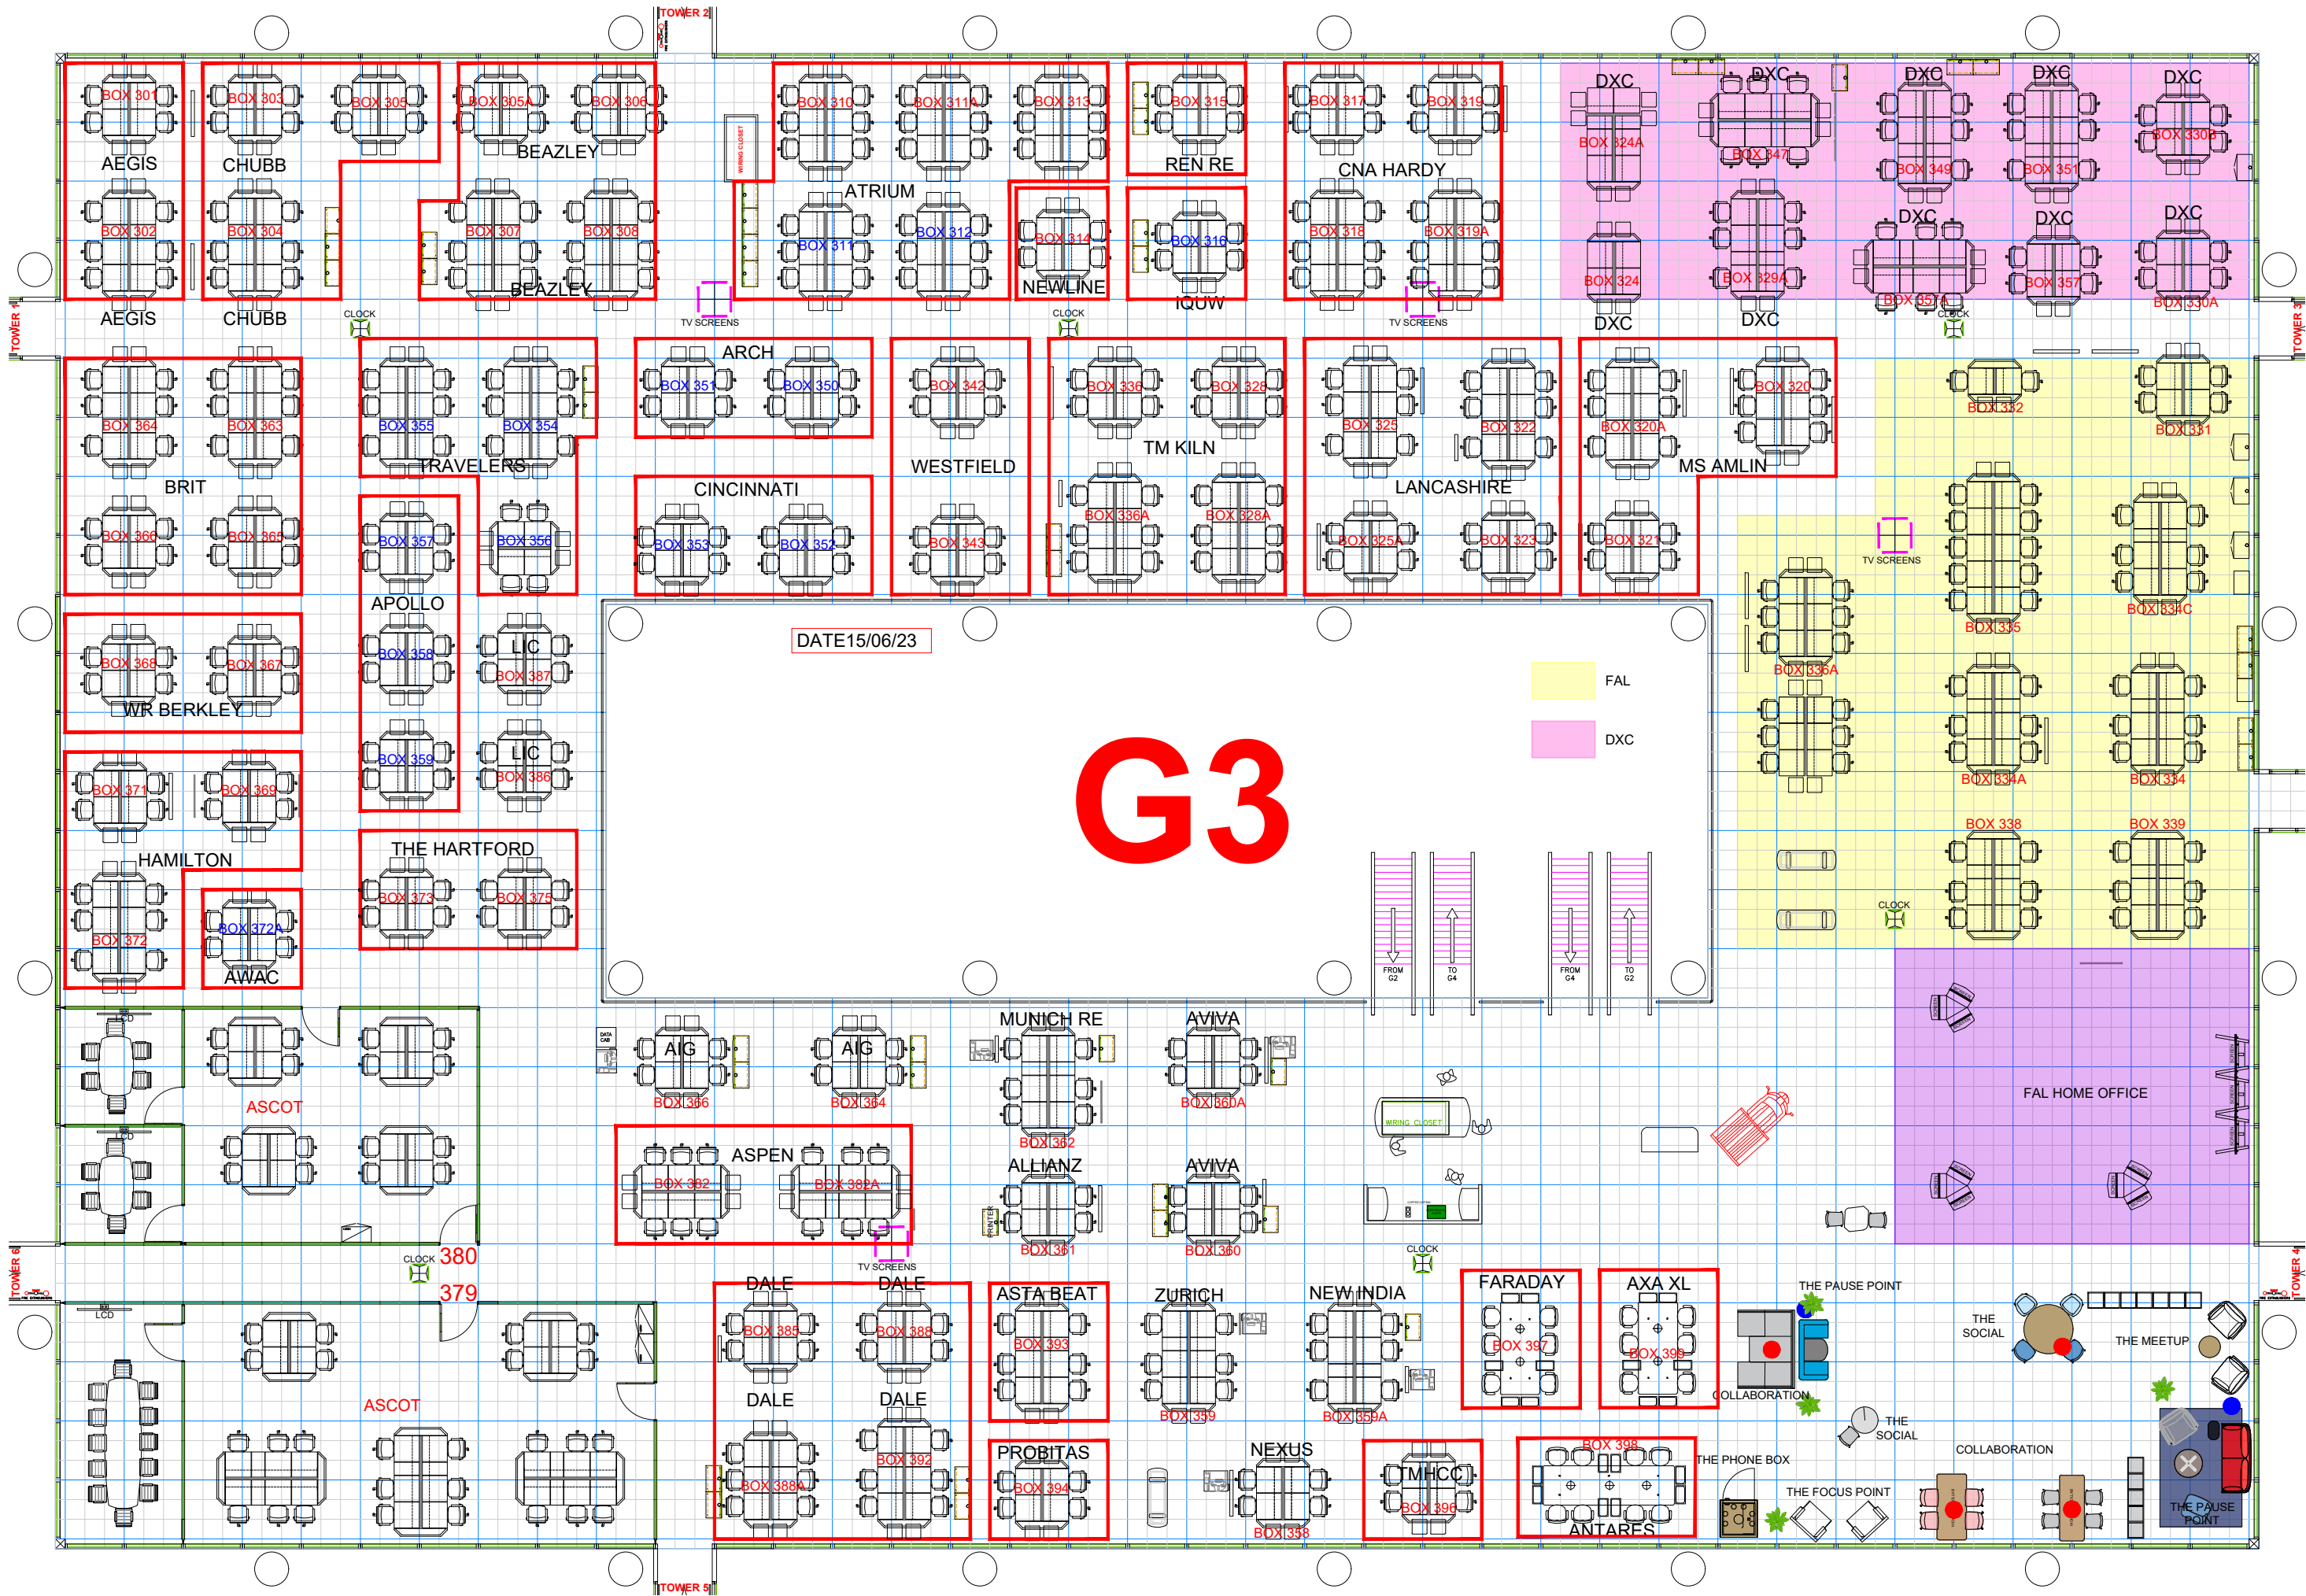 TOWER 2
BOX 301
BOX 303
BOX 305
BOX 305A
BOX 306
WIRING CLOSET
BOX 310
BOX 311A
BOX 313
BOX 315
BOX 317
BOX 319
DXC
DXC
DXC
DXC
DXC
BOX 324A
BOX 347
BOX 349
BOX 351
BOX 330B
AEGIS
CHUBB
BEAZLEY
ATRIUM
REN RE
CNA HARDY
BOX 302
BOX 304
BOX 307
BOX 308
BOX 311
BOX 312
BOX 314
BOX 316
BOX 318
BOX 319A
BOX 324
BOX 329A
DXC
DXC
DXC
BOX 357A
BOX 357
BOX 330A
BEAZLEY
NEWLINE
IQUW
AEGIS
CHUBB
DXC
DXC
TOWER 1
CLOCK
TV SCREENS
CLOCK
TV SCREENS
CLOCK
TOWER 3
ARCH
BOX 364
BOX 363
BOX 355
BOX 354
BOX 351
BOX 350
BOX 342
BOX 336
BOX 328
BOX 325
BOX 322
BOX 320A
BOX 320
BOX 332
BOX 331
TRAVELERS
WESTFIELD
TM KILN
MS AMLIN
BRIT
CINCINNATI
LANCASHIRE
BOX 366
BOX 365
BOX 357
BOX 356
BOX 353
BOX 352
BOX 343
BOX 336A
BOX 328A
BOX 325A
BOX 323
BOX 321
TV SCREENS
BOX 335
BOX 334C
APOLLO
DATE15/06/23
BOX 368
BOX 367
BOX 358
LIC
BOX 387
WR BERKLEY
FAL
DXC
BOX 336A
BOX 334A
BOX 334
BOX 359
LIC
BOX 386
G3
BOX 371
BOX 369
HAMILTON
THE HARTFORD
BOX 338
BOX 339
BOX 372
BOX 372A
AWAC
BOX 373
BOX 375
CLOCK
FROM
G2
TO
G4
FROM
G4
TO
G2
LCD
DATA
CAB
AIG
AIG
MUNICH RE
AVIVA
BOX 366
BOX 364
BOX 362
BOX 360A
ASCOT
WIRING CLOSET
FAL HOME OFFICE
SCREEN
SCREEN
SCREEN
LCD
ASPEN
ALLIANZ
AVIVA
BOX 382
BOX 382A
PRINTER
BOX 361
BOX 360
TOWER 6
CLOCK
380
379
TV SCREENS
CLOCK
TOWER 4
LCD
DALE
DALE
ASTA BEAT
ZURICH
NEW INDIA
FARADAY
AXA XL
THE PAUSE POINT
BOX 385
BOX 388
BOX 393
BOX 397
BOX 399
THE
SOCIAL
THE MEETUP
ASCOT
DALE
DALE
BOX 359
BOX 359A
COLLABORATION
BOX 388A
BOX 392
PROBITAS
BOX 394
NEXUS
BOX 358
TMHCC
BOX 396
BOX 398
ANTARES
THE
SOCIAL
COLLABORATION
THE PHONE BOX
THE FOCUS POINT
THE PAUSE
POINT
TOWER 5